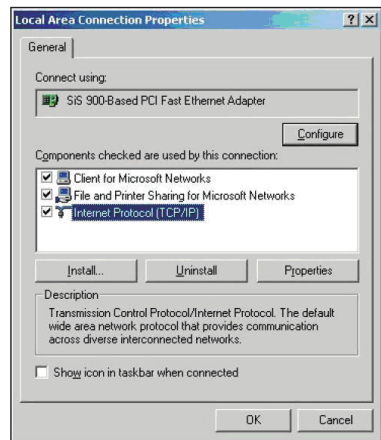 Local Area Connection Properties
General
Connect using:
SiS 900-Based PCI Fast Ethernet Adapter
Configure
Components checked are used by this connection:
Client for Microsoft Networks
File and Printer Sharing for Microsoft Networks
Internet Protocol (TCP/IP)
Install... Uninstall Properties
Description
Transmission Control Protocol/Internet Protocol. The default
wide area network protocol that provides communication
across diverse interconnected networks.
Show icon in taskbar when connected
OK Cancel